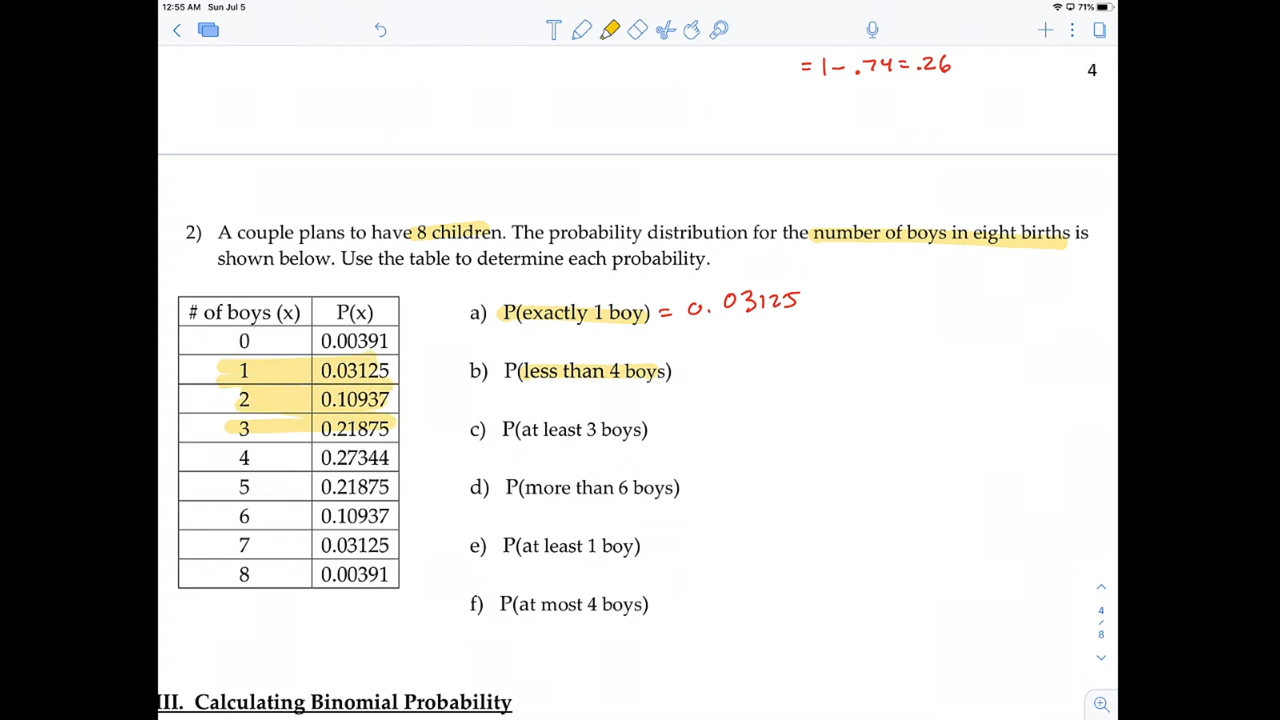 12:55 AM Sun Jul 5
71%
T
= 1 - .74 = .26
4
2) A couple plans to have 8 children. The probability distribution for the number of boys in eight births is
shown below. Use the table to determine each probability.
# of boys (x) P(x)
0 0.00391
1 0.03125
2 0.10937
3 0.21875
4 0.27344
5 0.21875
6 0.10937
7 0.03125
8 0.00391
a) P(exactly 1 boy) = 0.03125
b) P(less than 4 boys)
c) P(at least 3 boys)
d) P(more than 6 boys)
e) P(at least 1 boy)
f) P(at most 4 boys)
4
/
8
III. Calculating Binomial Probability